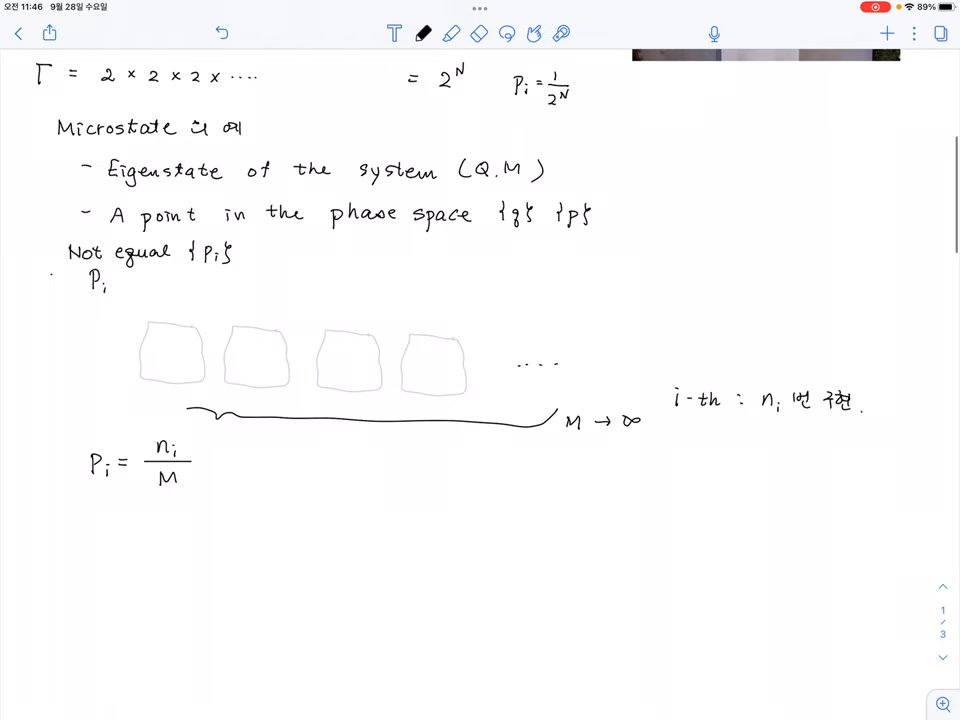 오전 11:46 9월 28일 수요일
89%
Γ = 2 × 2 × 2 × ‥‥ = 2^N P_i = 1/2^N
Microstate 의 예
- Eigenstate of the system (Q.M)
- A point in the phase space {q} {p}
Not equal {P_i}
P_i
‥‥
i-th : n_i 번 구현.
M → ∞
P_i = n_i/M
1/3